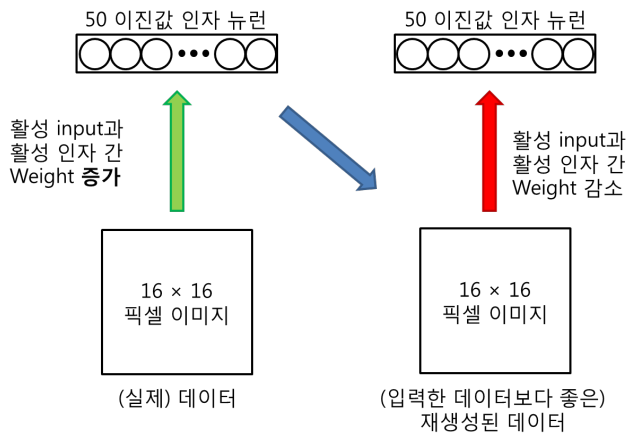 50 이진값 인자 뉴런
50 이진값 인자 뉴런
활성 input과
활성 인자 간
Weight 증가
활성 input과
활성 인자 간
Weight 감소
16 × 16
픽셀 이미지
16 × 16
픽셀 이미지
(실제) 데이터
(입력한 데이터보다 좋은)
재생성된 데이터